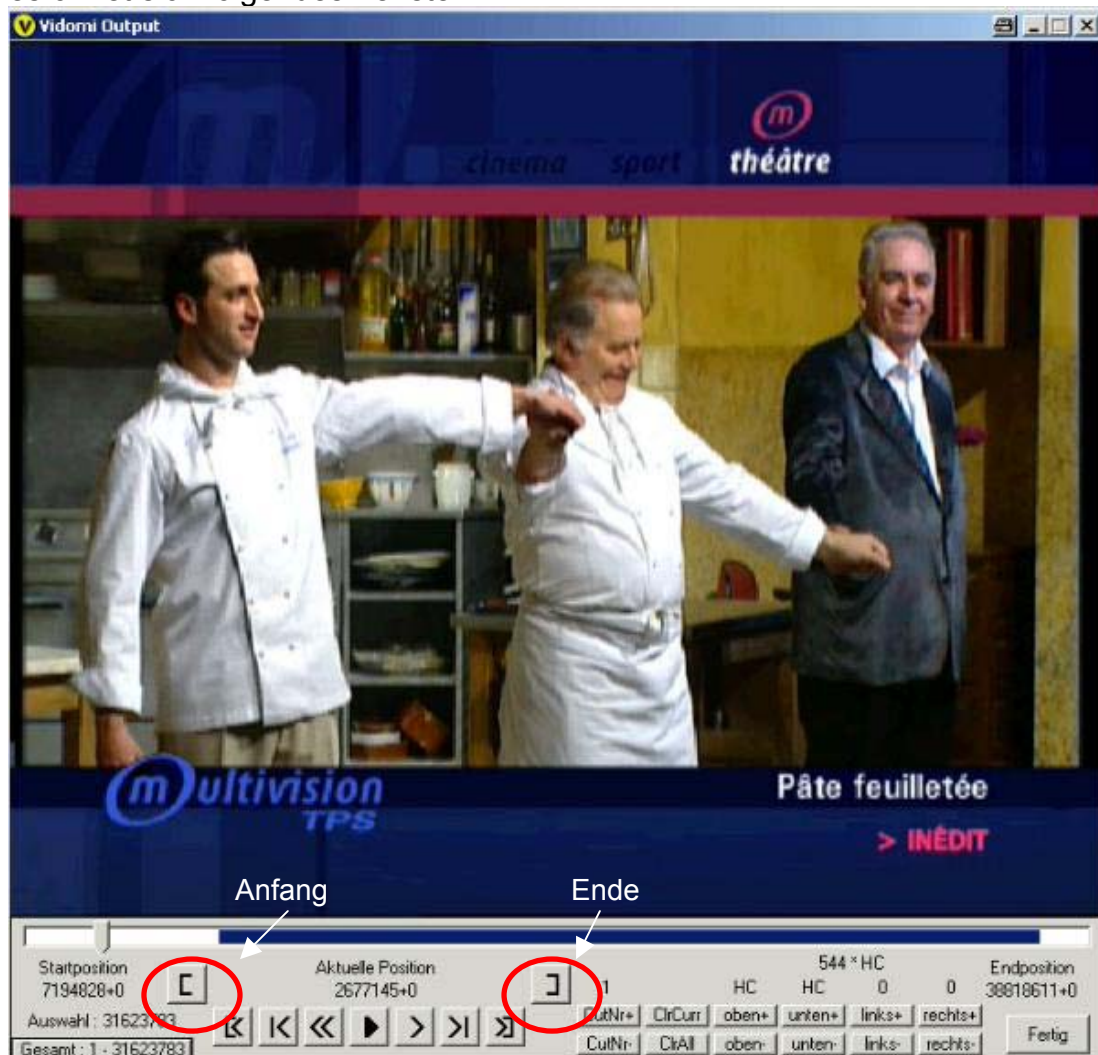 Vidomi Output
m
cinema sport théâtre
multivision
TPS
Pâte feuilletée
> INÉDIT
Anfang
Ende
Startposition
7194828+0
[
Aktuelle Position
2677145+0
]
544 * HC
HC HC 0 0
Endposition
38818611+0
Auswahl : 31623783
CutNr+ ClrCurr oben+ unten+ links+ rechts+
Fertig
Gesamt : 1 - 31623783
CutNr- ClrAll oben- unten- links- rechts-